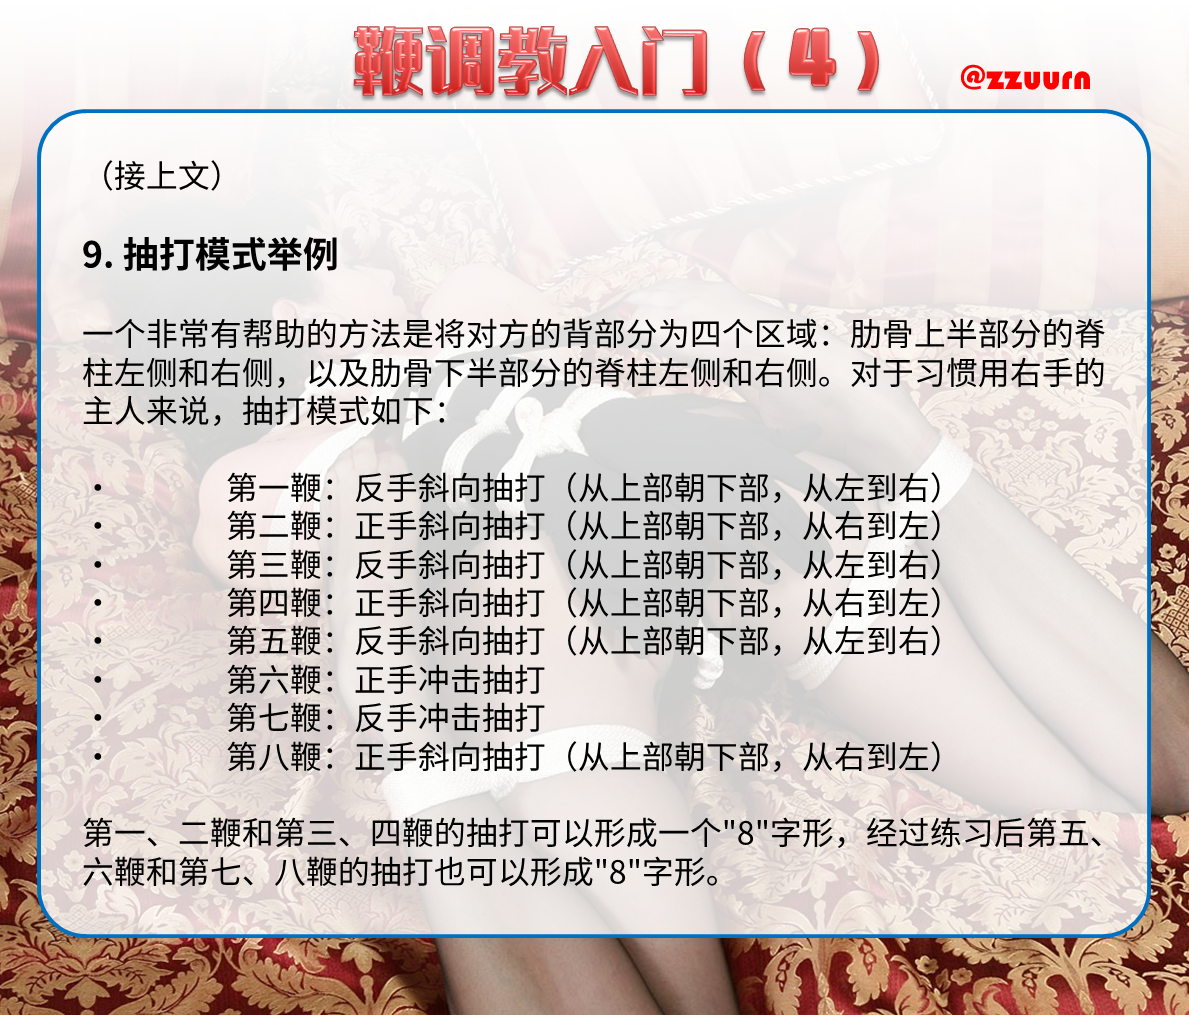 鞭调教入门（4）
@zzuurn
（接上文）
9. 抽打模式举例
一个非常有帮助的方法是将对方的背部分为四个区域：肋骨上半部分的脊
柱左侧和右侧，以及肋骨下半部分的脊柱左侧和右侧。对于习惯用右手的
主人来说，抽打模式如下：
• 第一鞭：反手斜向抽打（从上部朝下部，从左到右）
• 第二鞭：正手斜向抽打（从上部朝下部，从右到左）
• 第三鞭：反手斜向抽打（从上部朝下部，从左到右）
• 第四鞭：正手斜向抽打（从上部朝下部，从右到左）
• 第五鞭：反手斜向抽打（从上部朝下部，从左到右）
• 第六鞭：正手冲击抽打
• 第七鞭：反手冲击抽打
• 第八鞭：正手斜向抽打（从上部朝下部，从右到左）
第一、二鞭和第三、四鞭的抽打可以形成一个"8"字形，经过练习后第五、
六鞭和第七、八鞭的抽打也可以形成"8"字形。